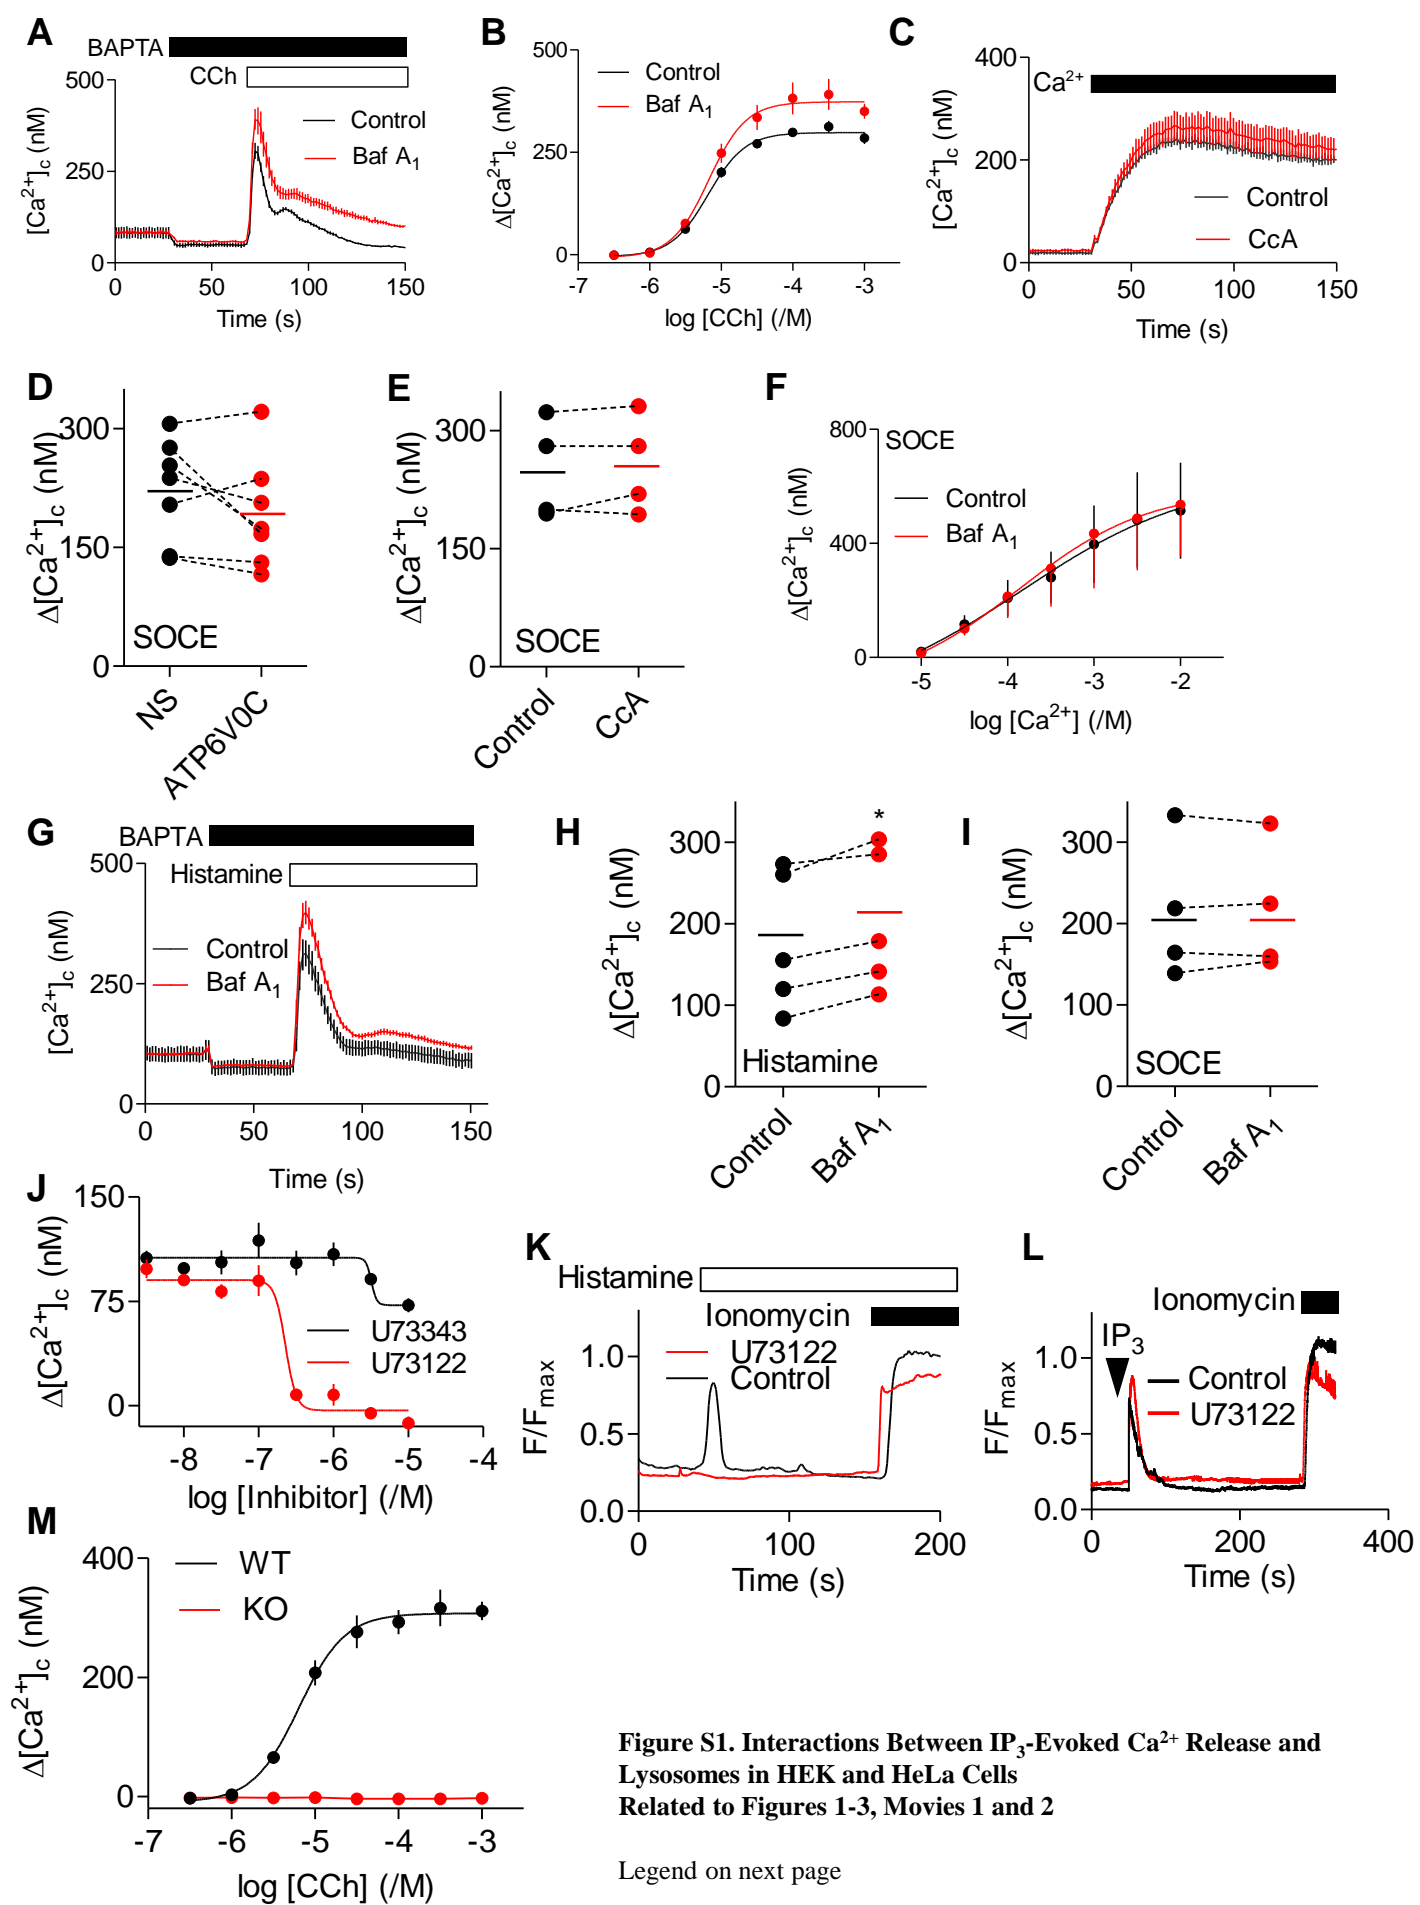 A
BAPTA
CCh
Control
Baf A₁
[Ca²⁺]c (nM)
500
250
0
0 50 100 150
Time (s)
B
Control
Baf A₁
Δ[Ca²⁺]c (nM)
500
250
0
-7 -6 -5 -4 -3
log [CCh] (/M)
C
Ca²⁺
[Ca²⁺]c (nM)
400
200
0
Control
CcA
0 50 100 150
Time (s)
D
Δ[Ca²⁺]c (nM)
300
150
0
SOCE
NS
ATP6V0C
E
Δ[Ca²⁺]c (nM)
300
150
0
SOCE
Control
CcA
F
Δ[Ca²⁺]c (nM)
800
400
0
SOCE
Control
Baf A₁
-5 -4 -3 -2
log [Ca²⁺] (/M)
G
BAPTA
Histamine
Control
Baf A₁
[Ca²⁺]c (nM)
500
250
0
0 50 100 150
Time (s)
H
Δ[Ca²⁺]c (nM)
300
200
100
0
*
Histamine
Control
Baf A₁
I
Δ[Ca²⁺]c (nM)
300
200
100
0
SOCE
Control
Baf A₁
J
Δ[Ca²⁺]c (nM)
150
75
0
U73343
U73122
-8 -7 -6 -5 -4
log [Inhibitor] (/M)
K
Histamine
Ionomycin
U73122
Control
F/Fmax
1.0
0.5
0.0
0 100 200
Time (s)
L
Ionomycin
IP₃
Control
U73122
F/Fmax
1.0
0.5
0.0
0 200 400
Time (s)
M
WT
KO
Δ[Ca²⁺]c (nM)
400
200
0
-7 -6 -5 -4 -3
log [CCh] (/M)
Figure S1. Interactions Between IP₃-Evoked Ca²⁺ Release and
Lysosomes in HEK and HeLa Cells
Related to Figures 1-3, Movies 1 and 2
Legend on next page